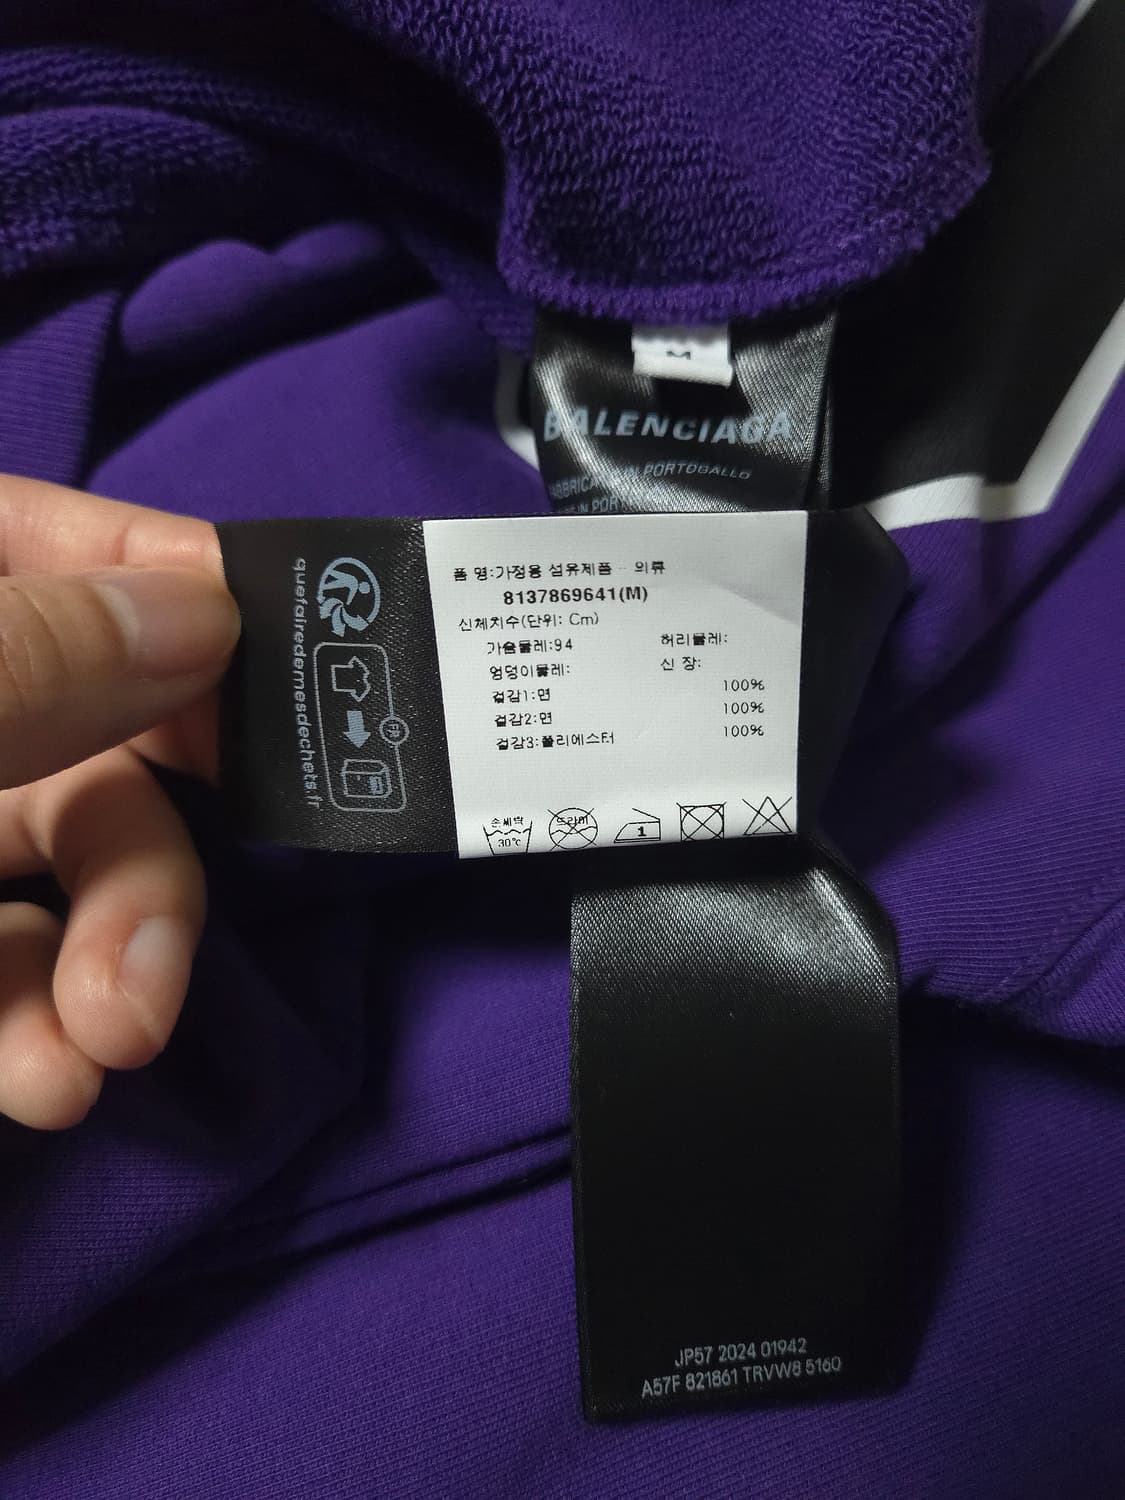 M
BALENCIAGA
IN PORTOGALLO
품 명:가정용 섬유제품 - 의류
8137869641(M)
신체치수(단위: Cm)
가슴둘레:94 허리둘레:
엉덩이둘레: 신 장:
겉감1:면 100%
겉감2:면 100%
겉감3:폴리에스터 100%
손세탁 드라이
30℃ 1
quefairedemesdechets.fr
FR
JP57 2024 01942
A57F 821861 TRVW8 5160